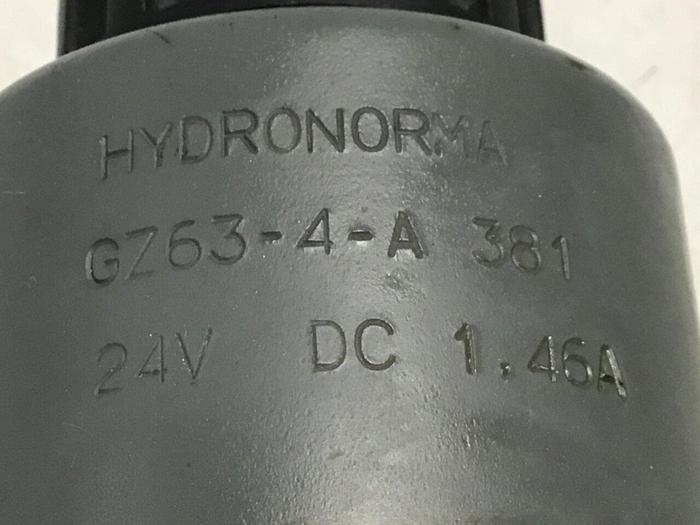 HYDRONORMA
GZ63-4-A 381
24V DC 1.46A